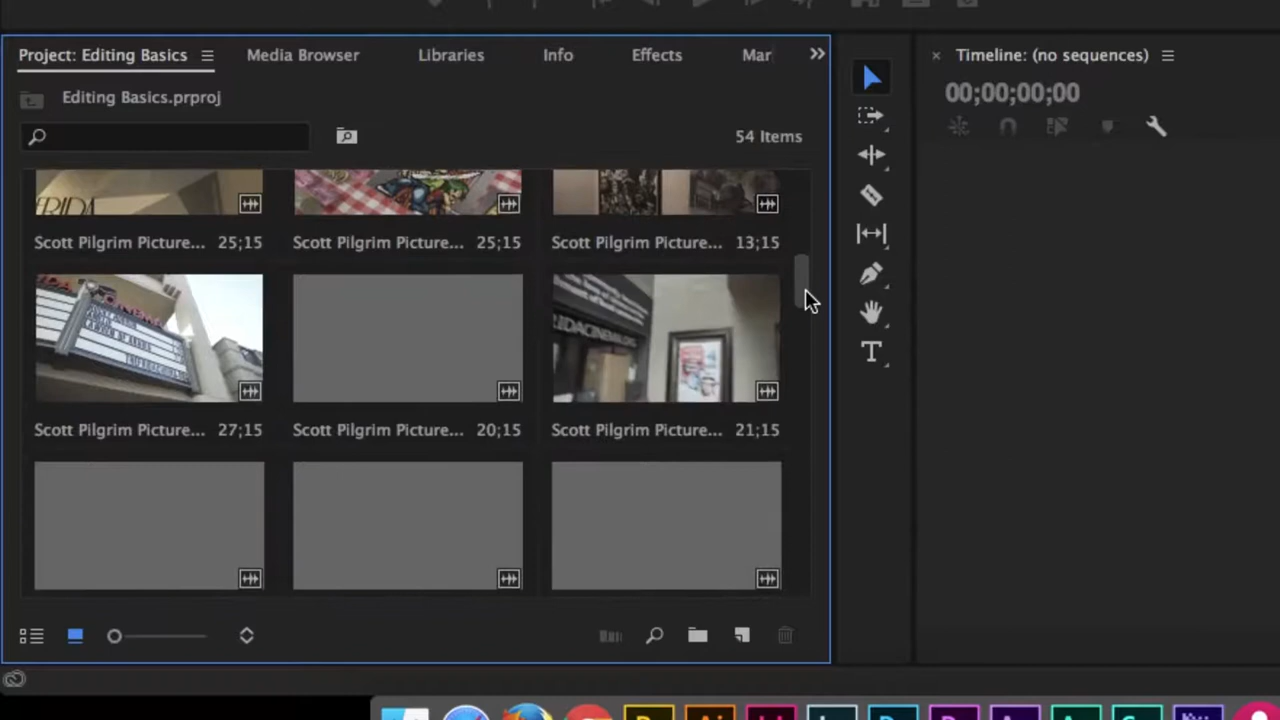 Project: Editing Basics Media Browser Libraries Info Effects Mar
Timeline: (no sequences)
Editing Basics.prproj
00;00;00;00
54 Items
Scott Pilgrim Picture... 25;15
Scott Pilgrim Picture... 25;15
Scott Pilgrim Picture... 13;15
CINEMA
Scott Pilgrim Picture... 27;15
Scott Pilgrim Picture... 20;15
Scott Pilgrim Picture... 21;15